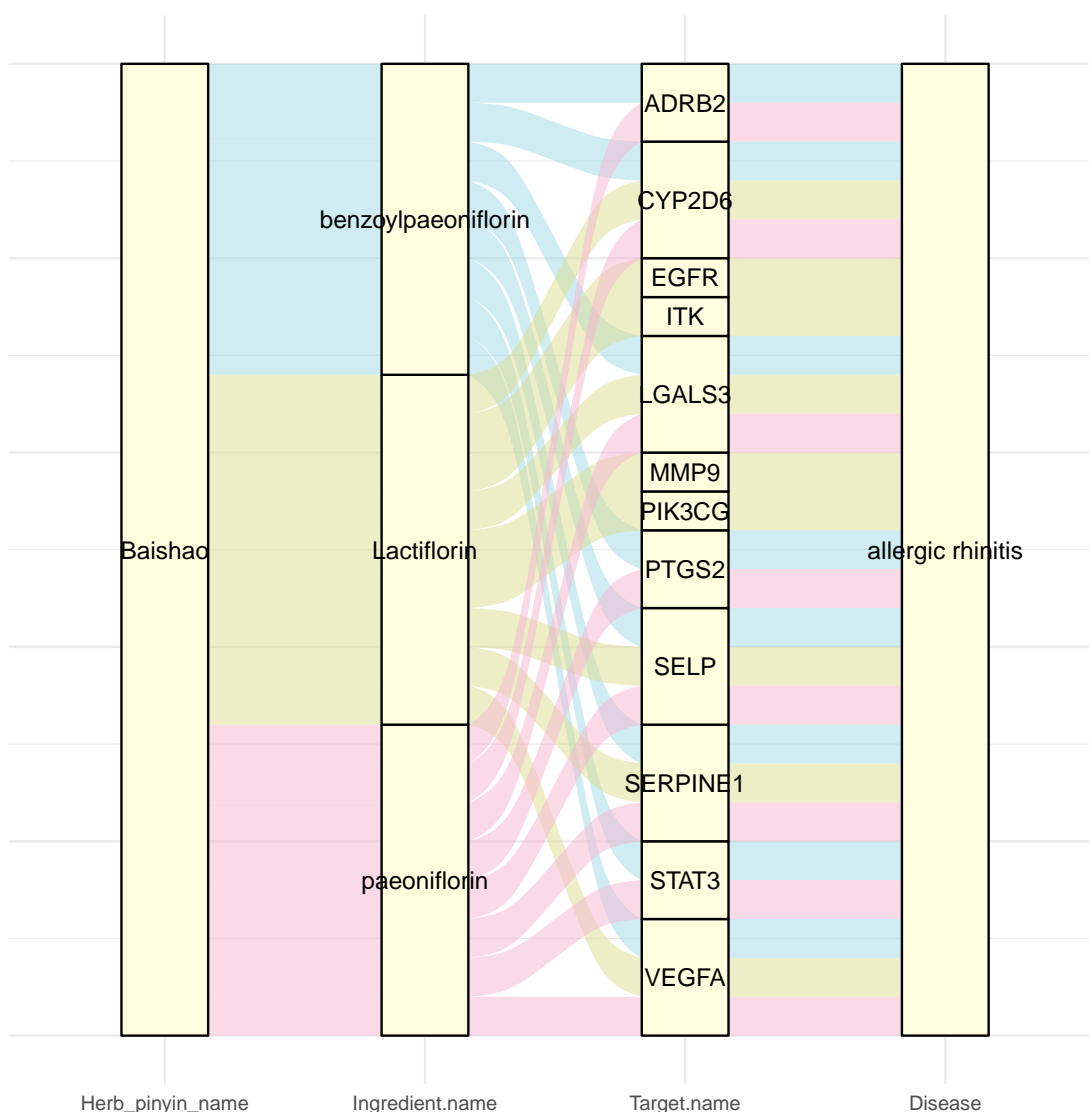 ADRB2
CYP2D6
benzoylpaeoniflorin
EGFR
ITK
LGALS3
MMP9
PIK3CG
Baishao
Lactiflorin
allergic rhinitis
PTGS2
SELP
SERPINE1
paeoniflorin
STAT3
VEGFA
Herb_pinyin_name Ingredient.name Target.name Disease